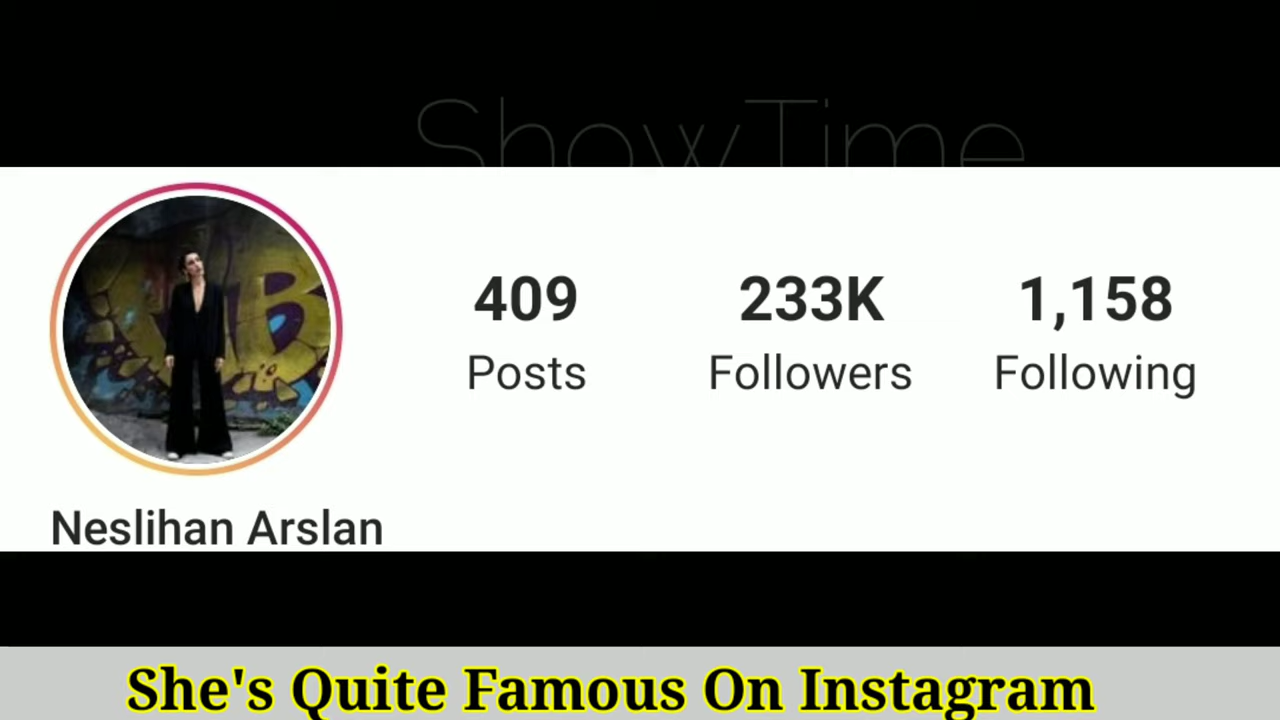 ShowTime
409 233K 1,158
Posts Followers Following
Neslihan Arslan
She's Quite Famous On Instagram